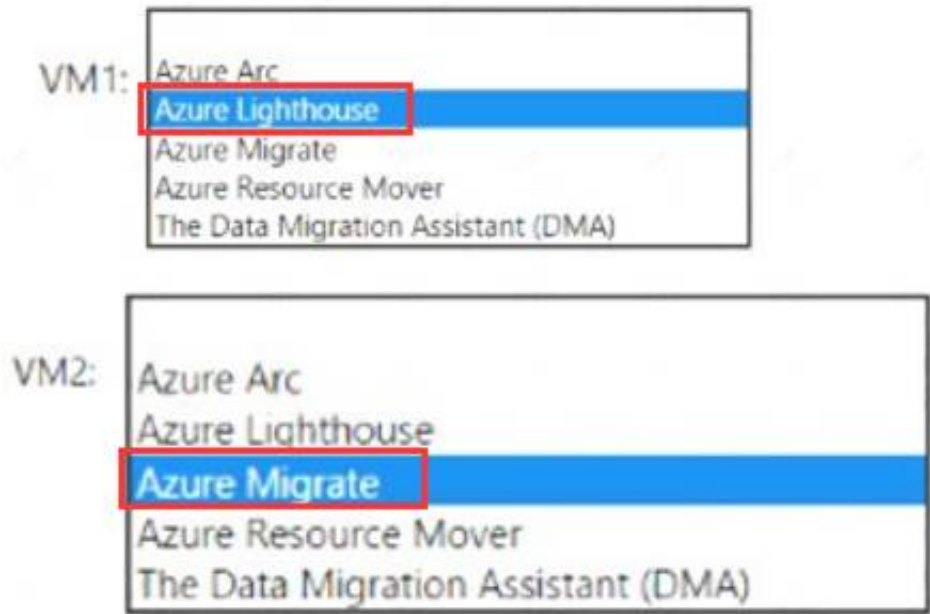 VM1:
Azure Arc
Azure Lighthouse
Azure Migrate
Azure Resource Mover
The Data Migration Assistant (DMA)
VM2:
Azure Arc
Azure Lighthouse
Azure Migrate
Azure Resource Mover
The Data Migration Assistant (DMA)